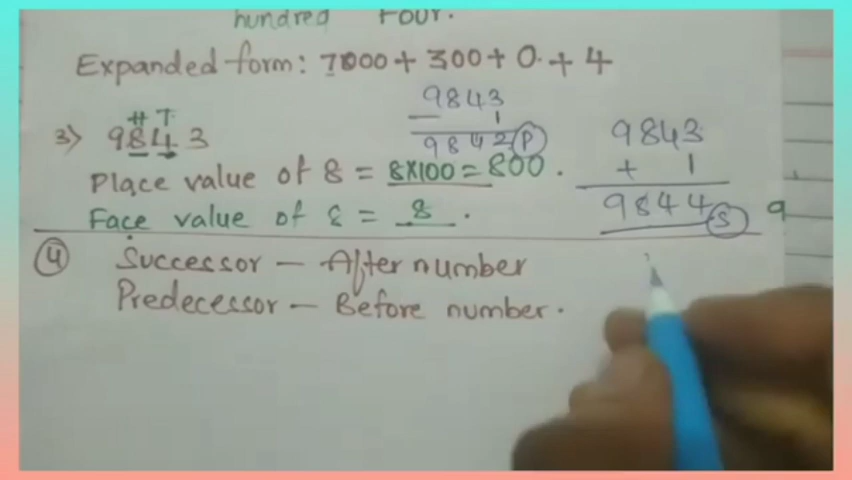 hundred Four.
Expanded form: 7000 + 300 + 0. + 4
H T
3) 9843
Place value of 8 = 8X100 = 800.
Face value of 8 = 8.
9843
— 1
9842 P
9843
+ 1
9844 S
9
4 Successor — After number
Predecessor — Before number.